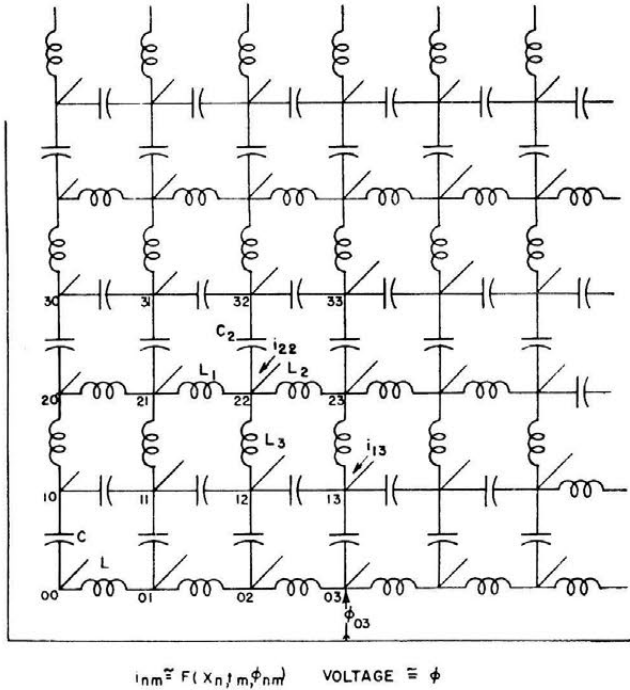 30 31 32 33
C2
i22
L1 L2
20 21 22 23
L3
i13
10 11 12 13
C
L
00 01 02 03
ϕ03
inm ≅ F(Xn, tm, ϕnm) VOLTAGE ≅ ϕ